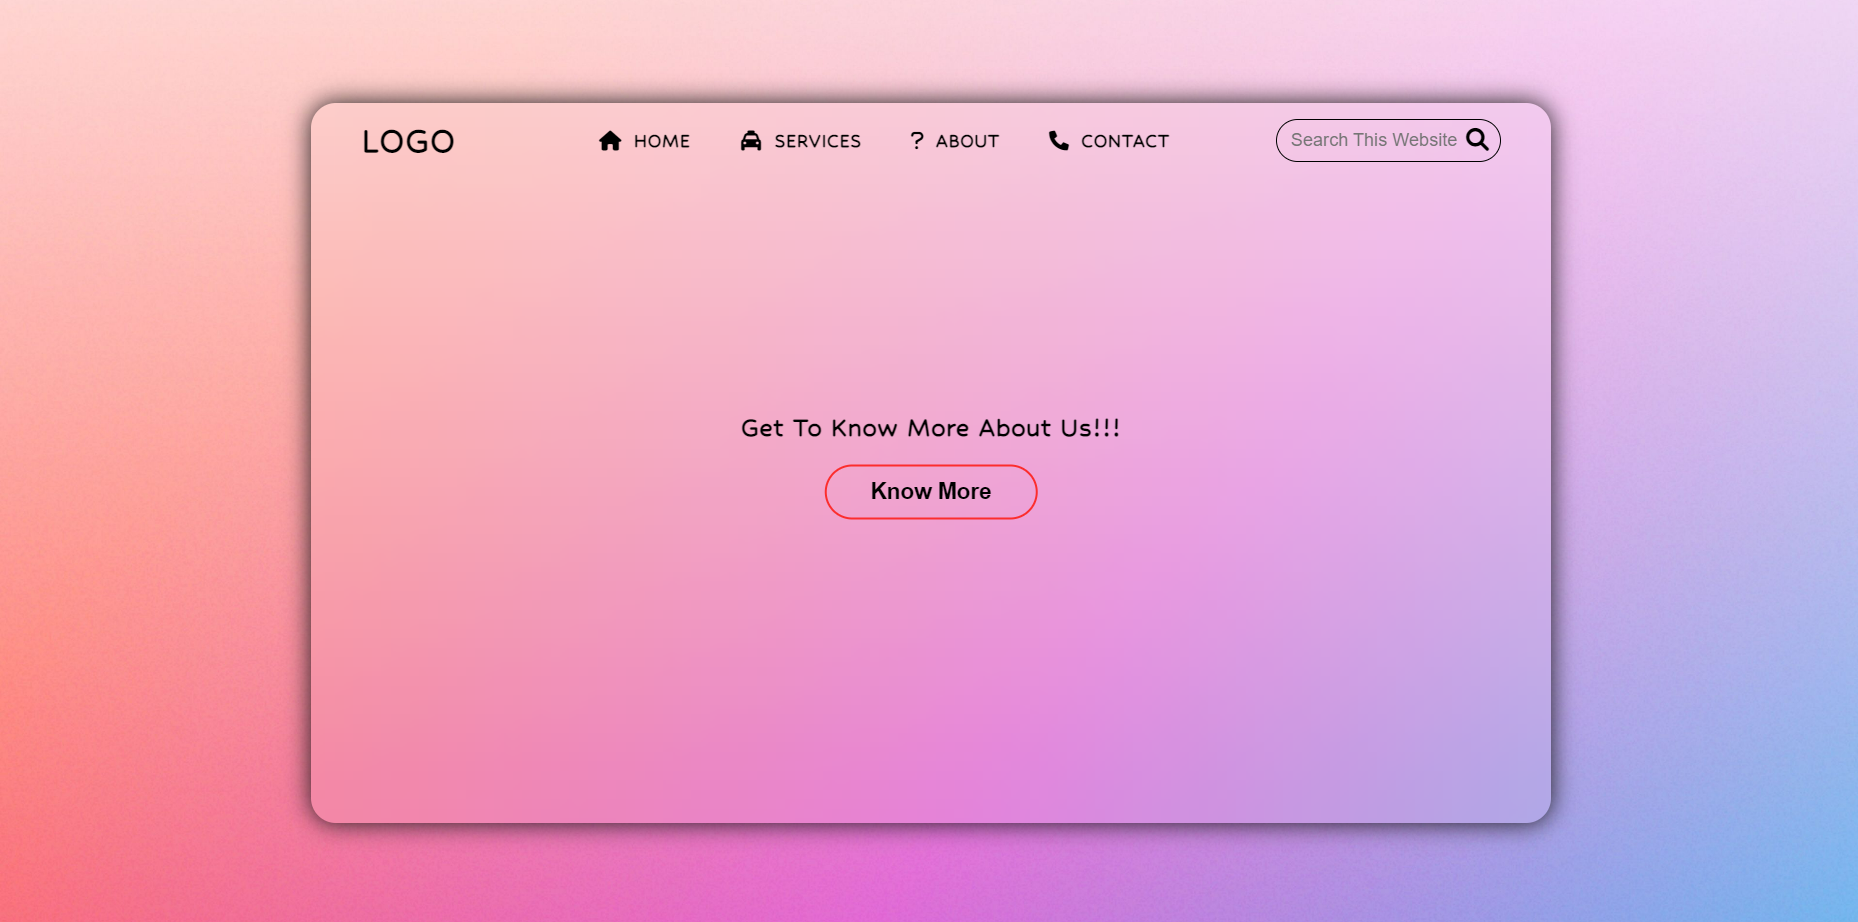 LOGO
HOME
SERVICES
? ABOUT
CONTACT
Search This Website
Get To Know More About Us!!!
Know More